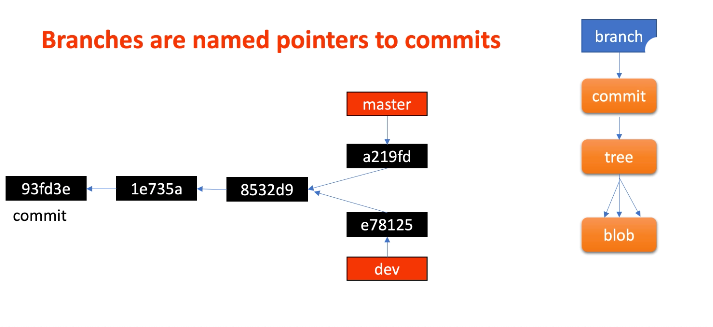 Branches are named pointers to commits
branch
commit
tree
blob
master
a219fd
93fd3e
1e735a
8532d9
commit
e78125
dev